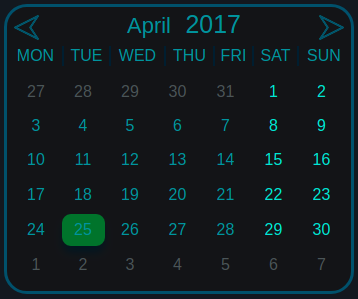 April 2017
MON TUE WED THU FRI SAT SUN
27 28 29 30 31 1 2
3 4 5 6 7 8 9
10 11 12 13 14 15 16
17 18 19 20 21 22 23
24 25 26 27 28 29 30
1 2 3 4 5 6 7